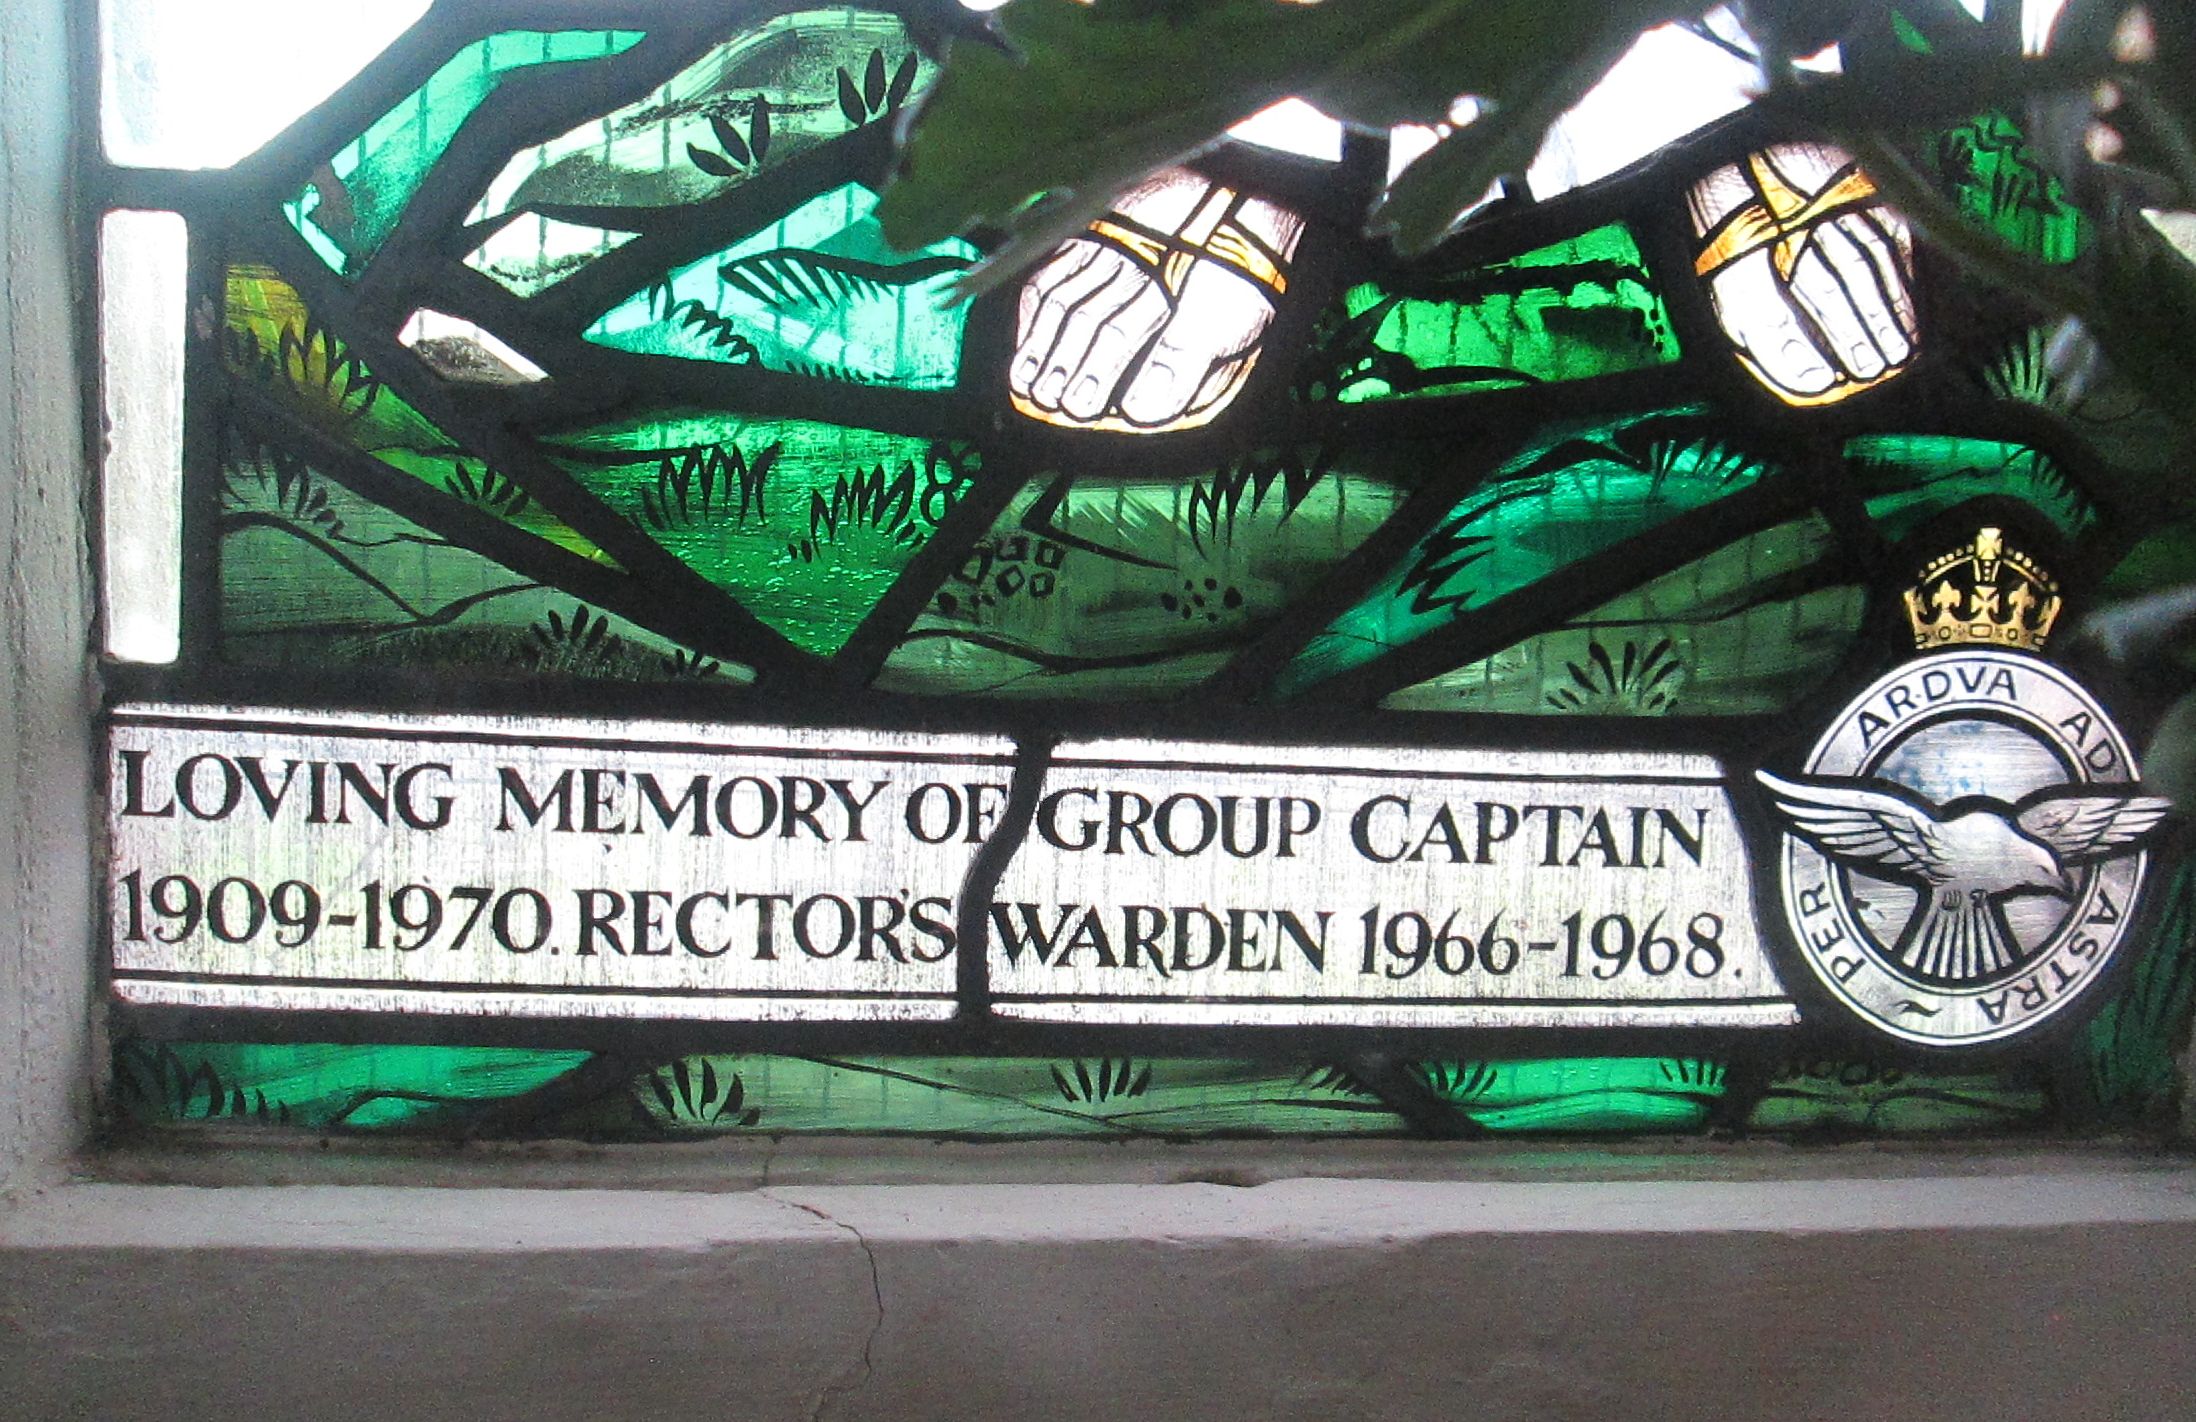 LOVING MEMORY OF GROUP CAPTAIN
1909-1970. RECTOR'S WARDEN 1966-1968.
PER ARDVA AD ASTRA